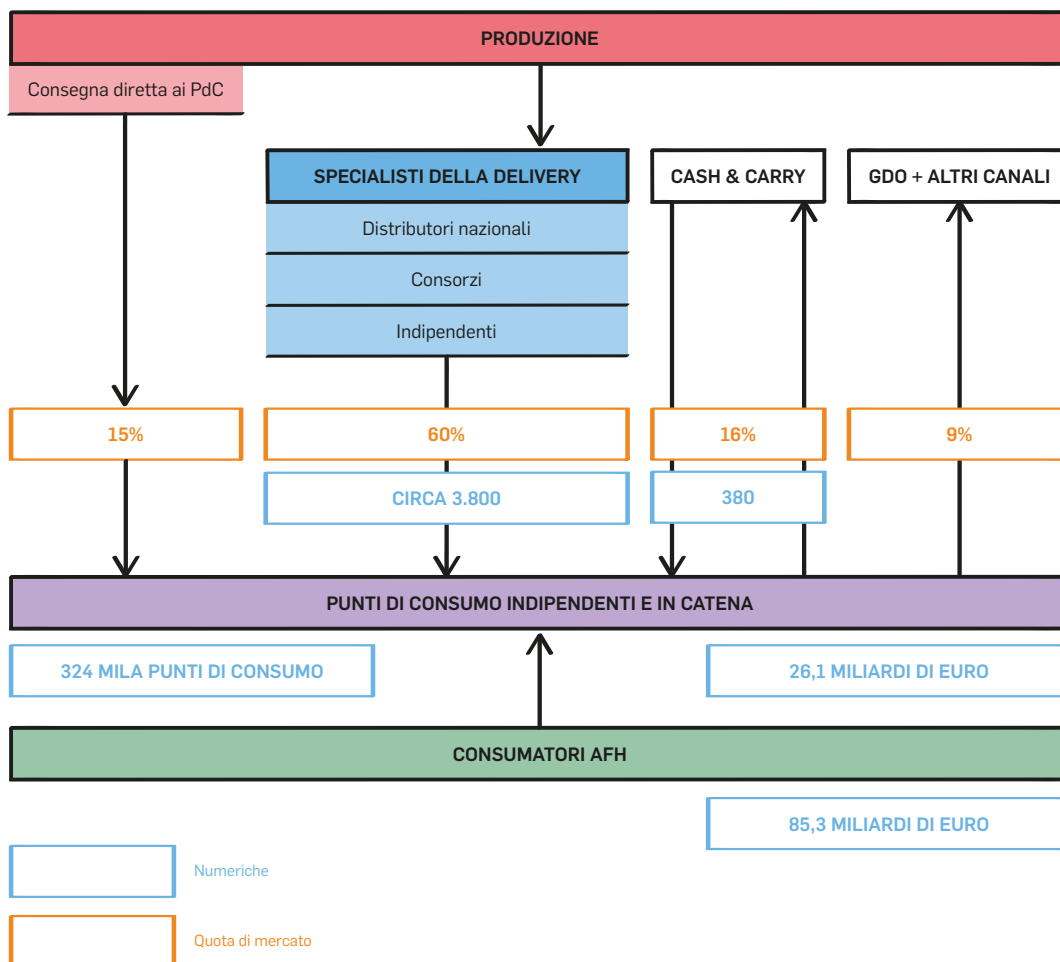 PRODUZIONE
Consegna diretta ai PdC
SPECIALISTI DELLA DELIVERY
CASH & CARRY
GDO + ALTRI CANALI
Distributori nazionali
Consorzi
Indipendenti
15%
60%
16%
9%
CIRCA 3.800
380
PUNTI DI CONSUMO INDIPENDENTI E IN CATENA
324 MILA PUNTI DI CONSUMO
26,1 MILIARDI DI EURO
CONSUMATORI AFH
85,3 MILIARDI DI EURO
Numeriche
Quota di mercato